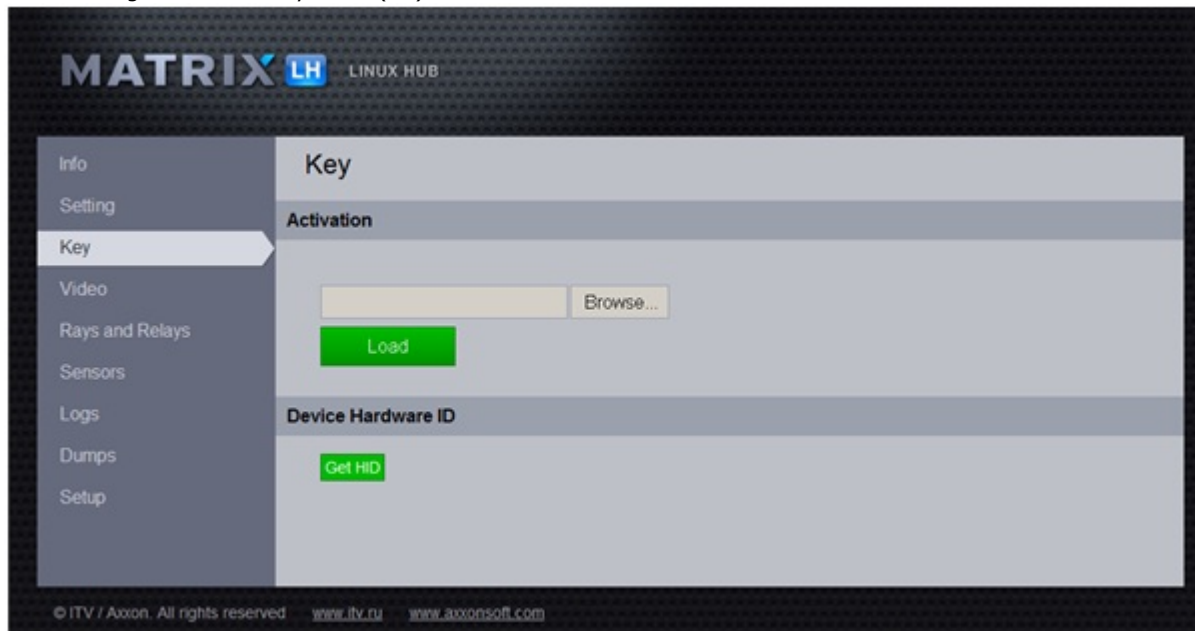 MATRIX LH LINUX HUB
Info
Setting
Key
Video
Rays and Relays
Sensors
Logs
Dumps
Setup
Key
Activation
Browse...
Load
Device Hardware ID
Get HID
© ITV / Axxon. All rights reserved www.itv.ru www.axxonsoft.com